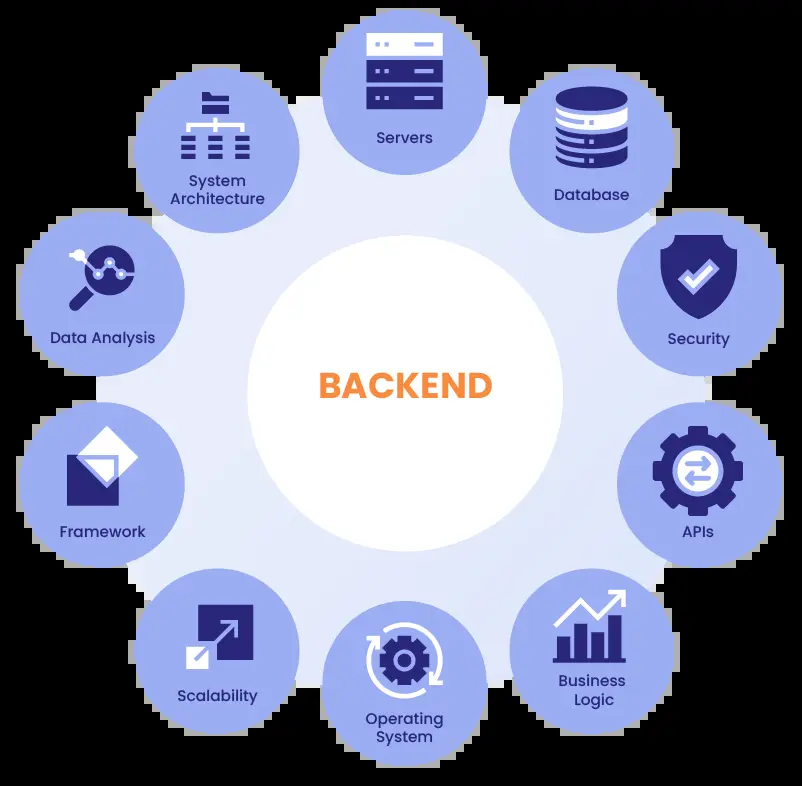 Servers
Database
Security
APIs
Business
Logic
Operating
System
Scalability
Framework
Data Analysis
System
Architecture
BACKEND